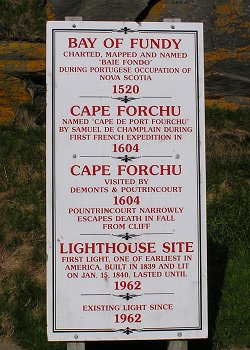 BAY OF FUNDY
CHARTED, MAPPED AND NAMED
"BAIE FONDO"
DURING PORTUGESE OCCUPATION OF
NOVA SCOTIA
1520
CAPE FORCHU
NAMED "CAPE DE PORT FOURCHU"
BY SAMUEL DE CHAMPLAIN DURING
FIRST FRENCH EXPEDITION IN
1604
CAPE FORCHU
VISITED BY
DEMONTS & POUTRINCOURT
1604
POUNTRINCOURT NARROWLY
ESCAPES DEATH IN FALL
FROM CLIFF
LIGHTHOUSE SITE
FIRST LIGHT, ONE OF EARLIEST IN
AMERICA, BUILT IN 1839 AND LIT
ON JAN. 15, 1840, LASTED UNTIL
1962
EXISTING LIGHT SINCE
1962